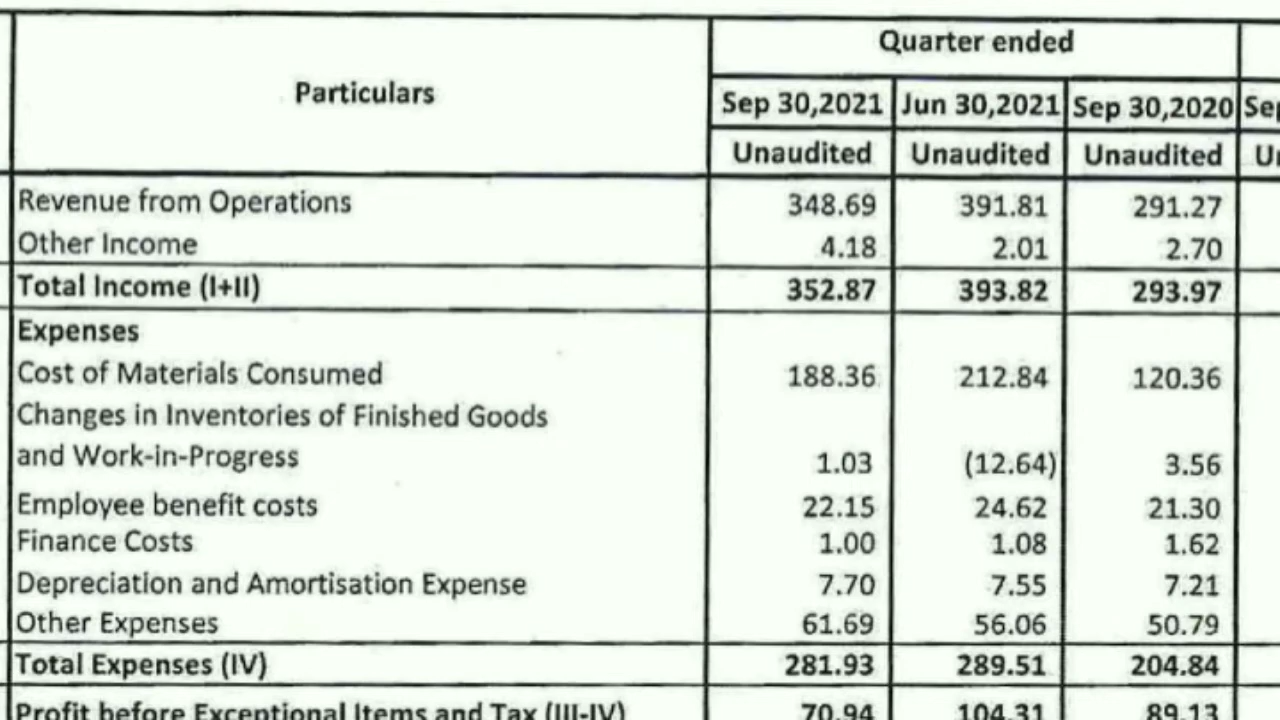 Particulars Quarter ended
Sep 30,2021 Jun 30,2021 Sep 30,2020
Unaudited Unaudited Unaudited
Revenue from Operations 348.69 391.81 291.27
Other Income 4.18 2.01 2.70
Total Income (I+II) 352.87 393.82 293.97
Expenses
Cost of Materials Consumed 188.36 212.84 120.36
Changes in Inventories of Finished Goods
and Work-in-Progress 1.03 (12.64) 3.56
Employee benefit costs 22.15 24.62 21.30
Finance Costs 1.00 1.08 1.62
Depreciation and Amortisation Expense 7.70 7.55 7.21
Other Expenses 61.69 56.06 50.79
Total Expenses (IV) 281.93 289.51 204.84
Profit before Exceptional Items and Tax (III-IV) 70.94 104.31 89.13